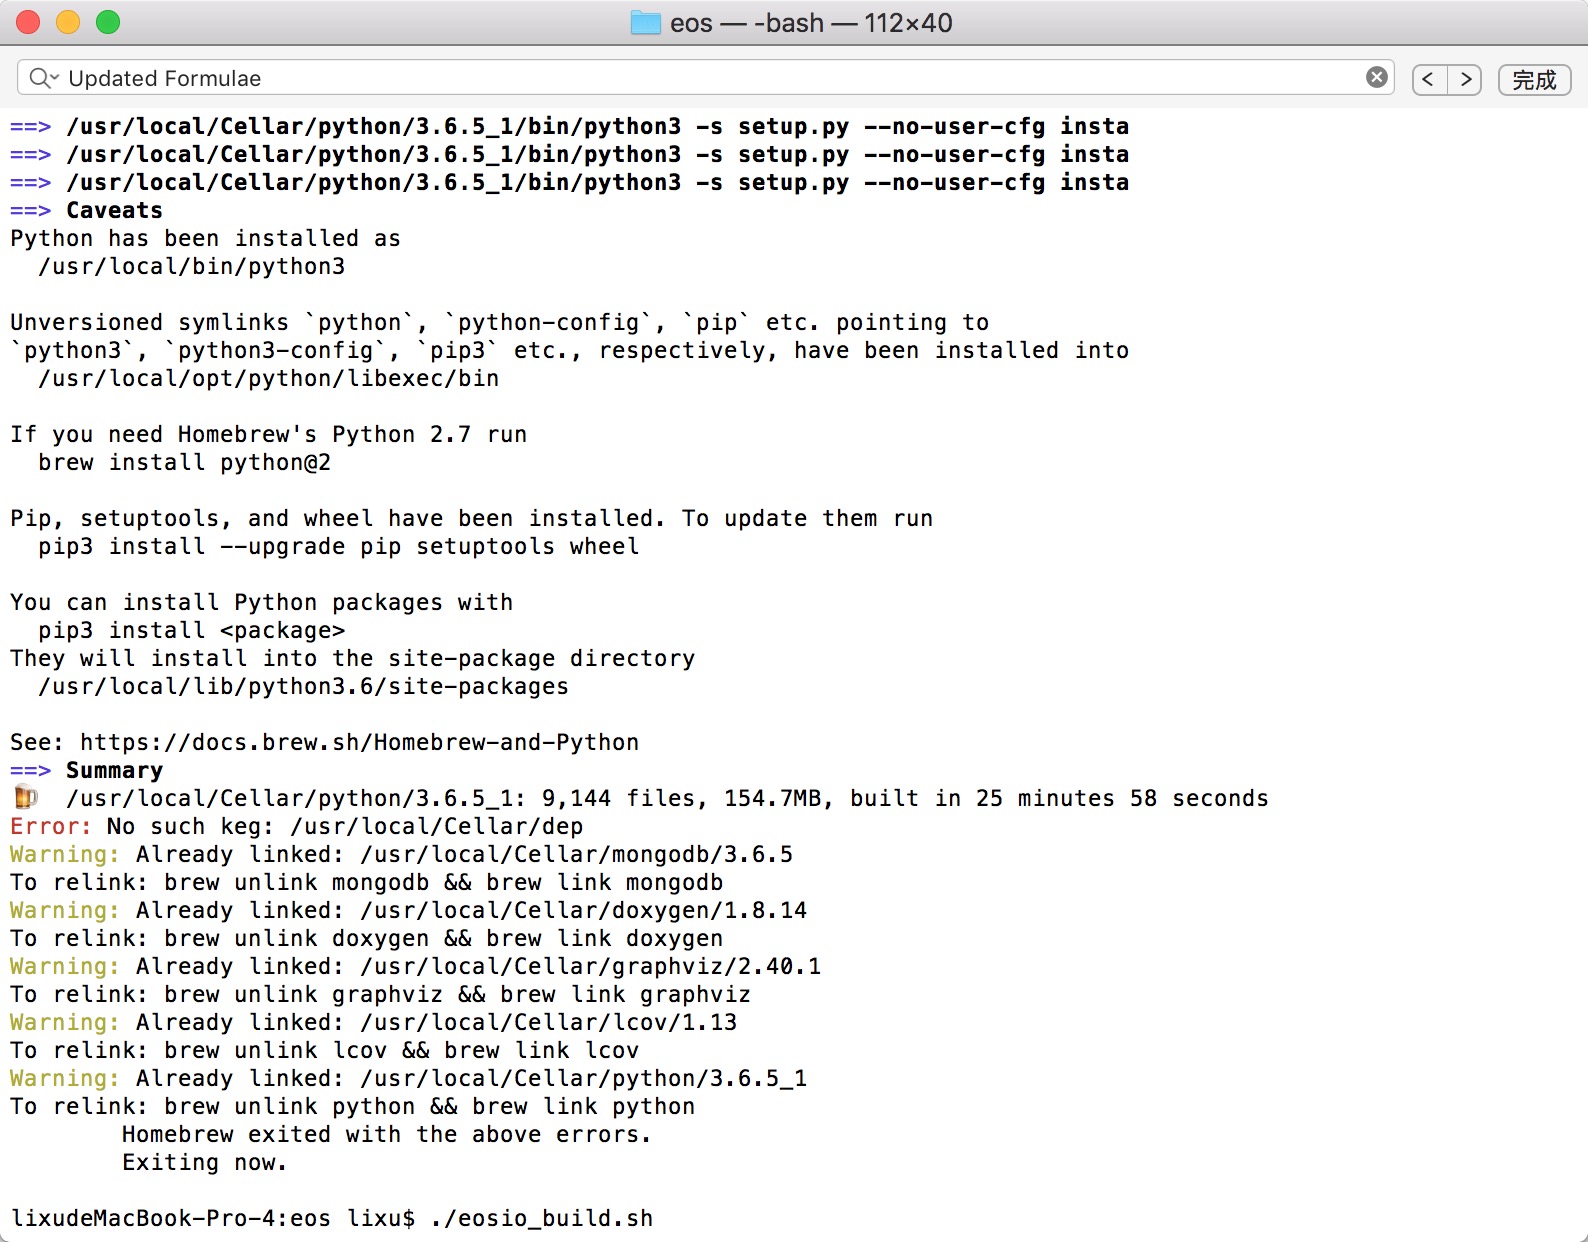 eos — -bash — 112×40
Updated Formulae
< > 完成
==> /usr/local/Cellar/python/3.6.5_1/bin/python3 -s setup.py --no-user-cfg insta
==> /usr/local/Cellar/python/3.6.5_1/bin/python3 -s setup.py --no-user-cfg insta
==> /usr/local/Cellar/python/3.6.5_1/bin/python3 -s setup.py --no-user-cfg insta
==> Caveats
Python has been installed as
  /usr/local/bin/python3

Unversioned symlinks `python`, `python-config`, `pip` etc. pointing to
`python3`, `python3-config`, `pip3` etc., respectively, have been installed into
  /usr/local/opt/python/libexec/bin

If you need Homebrew's Python 2.7 run
  brew install python@2

Pip, setuptools, and wheel have been installed. To update them run
  pip3 install --upgrade pip setuptools wheel

You can install Python packages with
  pip3 install <package>
They will install into the site-package directory
  /usr/local/lib/python3.6/site-packages

See: https://docs.brew.sh/Homebrew-and-Python
==> Summary
🍺  /usr/local/Cellar/python/3.6.5_1: 9,144 files, 154.7MB, built in 25 minutes 58 seconds
Error: No such keg: /usr/local/Cellar/dep
Warning: Already linked: /usr/local/Cellar/mongodb/3.6.5
To relink: brew unlink mongodb && brew link mongodb
Warning: Already linked: /usr/local/Cellar/doxygen/1.8.14
To relink: brew unlink doxygen && brew link doxygen
Warning: Already linked: /usr/local/Cellar/graphviz/2.40.1
To relink: brew unlink graphviz && brew link graphviz
Warning: Already linked: /usr/local/Cellar/lcov/1.13
To relink: brew unlink lcov && brew link lcov
Warning: Already linked: /usr/local/Cellar/python/3.6.5_1
To relink: brew unlink python && brew link python
        Homebrew exited with the above errors.
        Exiting now.

lixudeMacBook-Pro-4:eos lixu$ ./eosio_build.sh